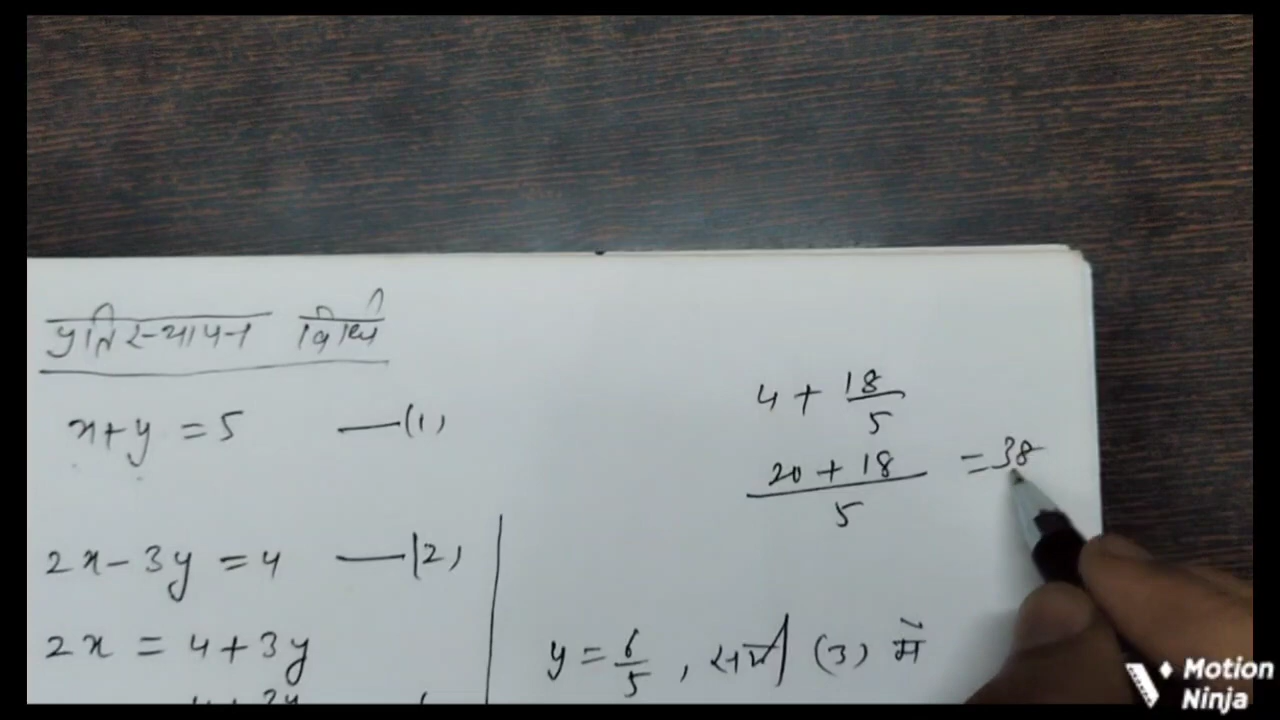 प्रतिस्थापन विधि
x+y = 5 —(1)
2x - 3y = 4 —(2)
2x = 4 + 3y
4 + 18/5
20 + 18 / 5 = 38
y = 6/5 , समी (3) में
Motion
Ninja